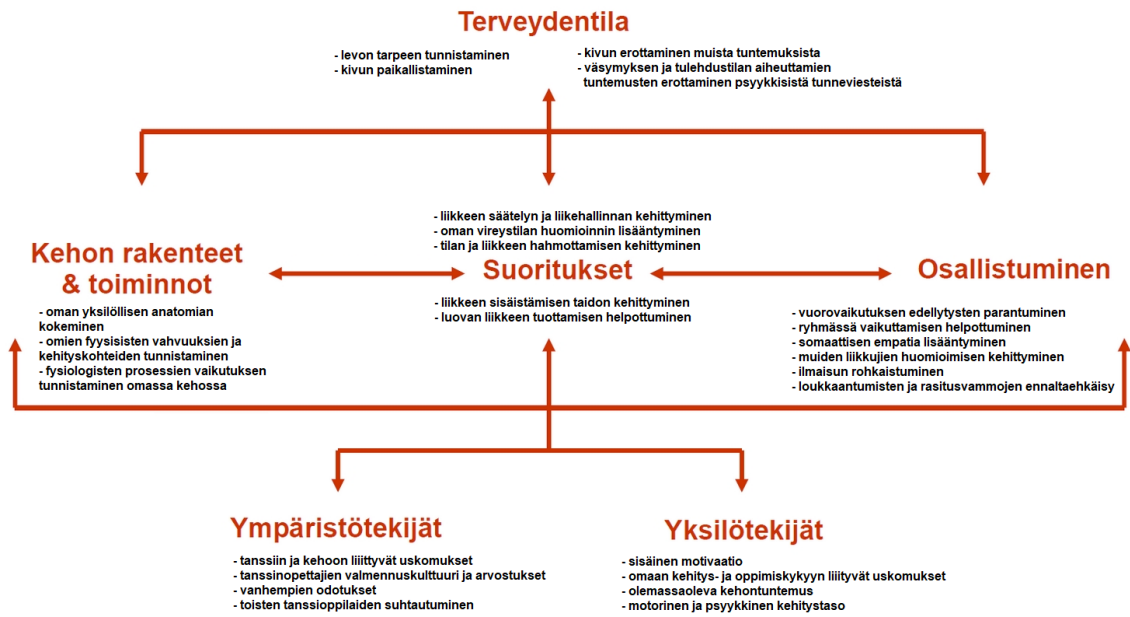 Terveydentila
- levon tarpeen tunnistaminen
- kivun paikallistaminen
- kivun erottaminen muista tuntemuksista
- väsymyksen ja tulehdustilan aiheuttamien
tuntemusten erottaminen psyykkisistä tunneviesteistä
Kehon rakenteet
& toiminnot
- oman yksilöllisen anatomian
kokeminen
- omien fyysisten vahvuuksien ja
kehityskohteiden tunnistaminen
- fysiologisten prosessien vaikutuksen
tunnistaminen omassa kehossa
- liikkeen säätelyn ja liikehallinnan kehittyminen
- oman vireystilan huomioinnin lisääntyminen
- tilan ja liikkeen hahmottamisen kehittyminen
Suoritukset
- liikkeen sisäistämisen taidon kehittyminen
- luovan liikkeen tuottamisen helpottuminen
Osallistuminen
- vuorovaikutuksen edellytysten parantuminen
- ryhmässä vaikuttamisen helpottuminen
- somaattisen empatia lisääntyminen
- muiden liikkujien huomioimisen kehittyminen
- ilmaisun rohkaistuminen
- loukkaantumisten ja rasitusvammojen ennaltaehkäisy
Ympäristötekijät
- tanssiin ja kehoon liiittyvät uskomukset
- tanssinopettajien valmennuskulttuuri ja arvostukset
- vanhempien odotukset
- toisten tanssioppilaiden suhtautuminen
Yksilötekijät
- sisäinen motivaatio
- omaan kehitys- ja oppimiskykyyn liiityvät uskomukset
- olemassaoleva kehontuntemus
- motorinen ja psyykkinen kehitystaso